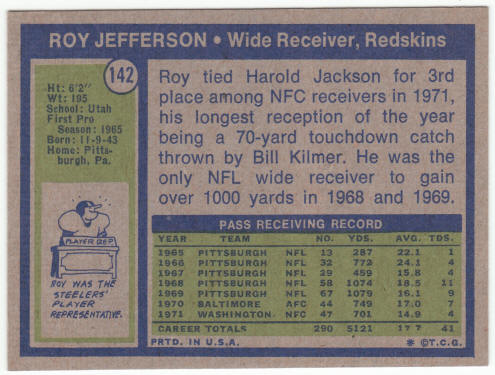 ROY JEFFERSON • Wide Receiver, Redskins
142
Ht: 6'2"
Wt: 195
School: Utah
First Pro
Season: 1965
Born: 11-9-43
Home: Pitts-
burgh, Pa.
Roy tied Harold Jackson for 3rd
place among NFC receivers in 1971,
his longest reception of the year
being a 70-yard touchdown catch
thrown by Bill Kilmer. He was the
only NFL wide receiver to gain
over 1000 yards in 1968 and 1969.
PLAYER REP
ROY WAS THE
STEELERS'
PLAYER
REPRESENTATIVE.
PASS RECEIVING RECORD
YEAR TEAM NO. YDS. AVG. TDS.
1965 PITTSBURGH NFL 13 287 22.1 1
1966 PITTSBURGH NFL 32 772 24.1 4
1967 PITTSBURGH NFL 29 459 15.8 4
1968 PITTSBURGH NFL 58 1074 18.5 11
1969 PITTSBURGH NFL 67 1079 16.1 9
1970 BALTIMORE AFC 44 749 17.0 7
1971 WASHINGTON NFC 47 701 14.9 4
CAREER TOTALS 290 5121 17.7 41
PRTD. IN U.S.A. * ©T.C.G.